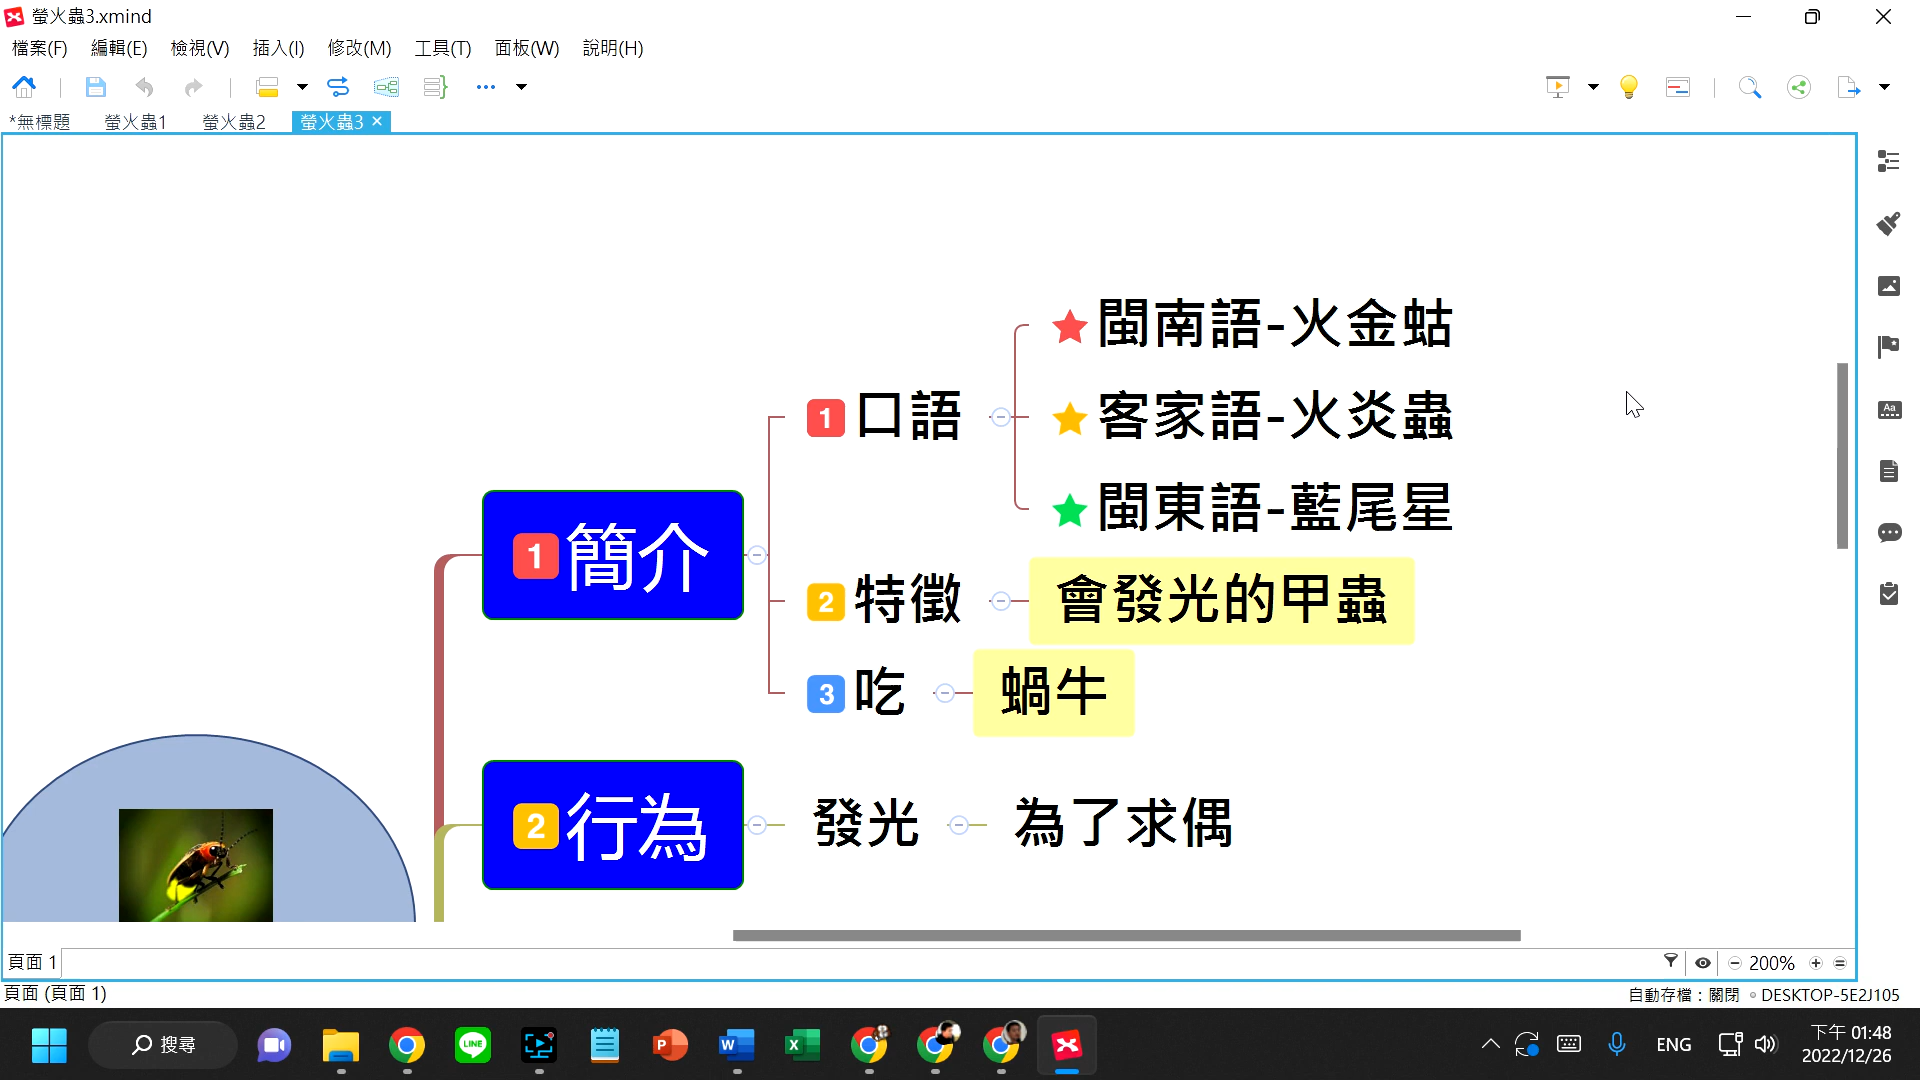 螢火蟲3.xmind
檔案(F) 編輯(E) 檢視(V) 插入(I) 修改(M) 工具(T) 面板(W) 說明(H)
*無標題 螢火蟲1 螢火蟲2 螢火蟲3
閩南語-火金蛄
1 口語
客家語-火炎蟲
閩東語-藍尾星
1 簡介
2 特徵
會發光的甲蟲
3 吃
蝸牛
2 行為
發光
為了求偶
頁面 1
200%
頁面 (頁面 1)
自動存檔：關閉 DESKTOP-5E2J105
搜尋
LINE
ENG
下午 01:48
2022/12/26